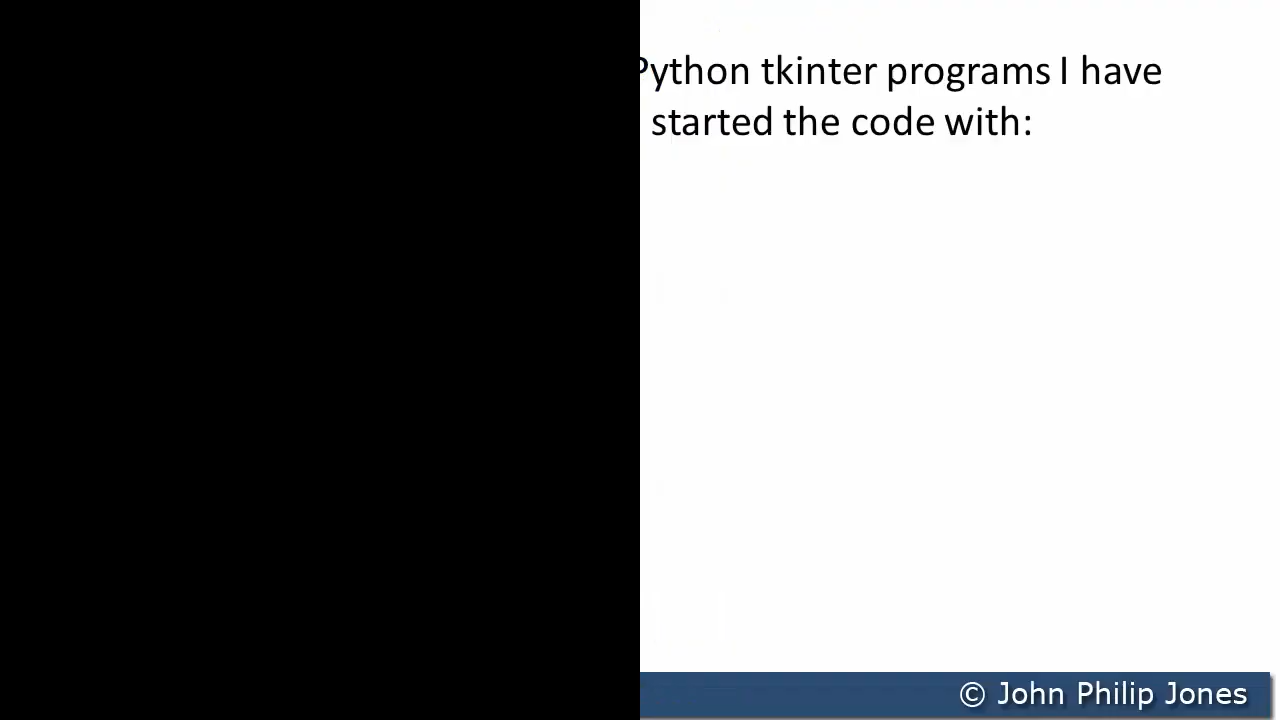 Python tkinter programs I have
started the code with:
© John Philip Jones